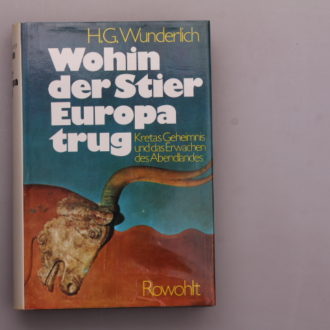 H.G. Wunderlich
Wohin
der Stier
Europa
trug
Kretas Geheimnis
und das Erwachen
des Abendlandes
Rowohlt